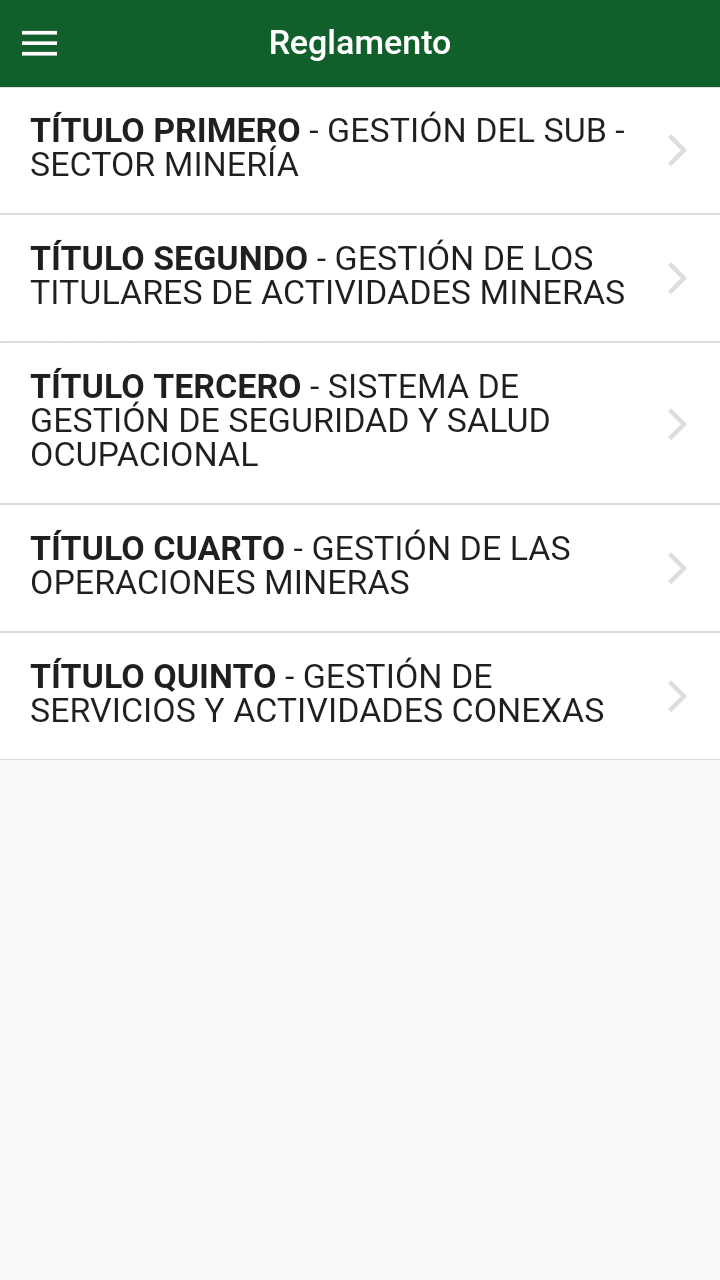 Reglamento
TÍTULO PRIMERO - GESTIÓN DEL SUB -
SECTOR MINERÍA
TÍTULO SEGUNDO - GESTIÓN DE LOS
TITULARES DE ACTIVIDADES MINERAS
TÍTULO TERCERO - SISTEMA DE
GESTIÓN DE SEGURIDAD Y SALUD
OCUPACIONAL
TÍTULO CUARTO - GESTIÓN DE LAS
OPERACIONES MINERAS
TÍTULO QUINTO - GESTIÓN DE
SERVICIOS Y ACTIVIDADES CONEXAS